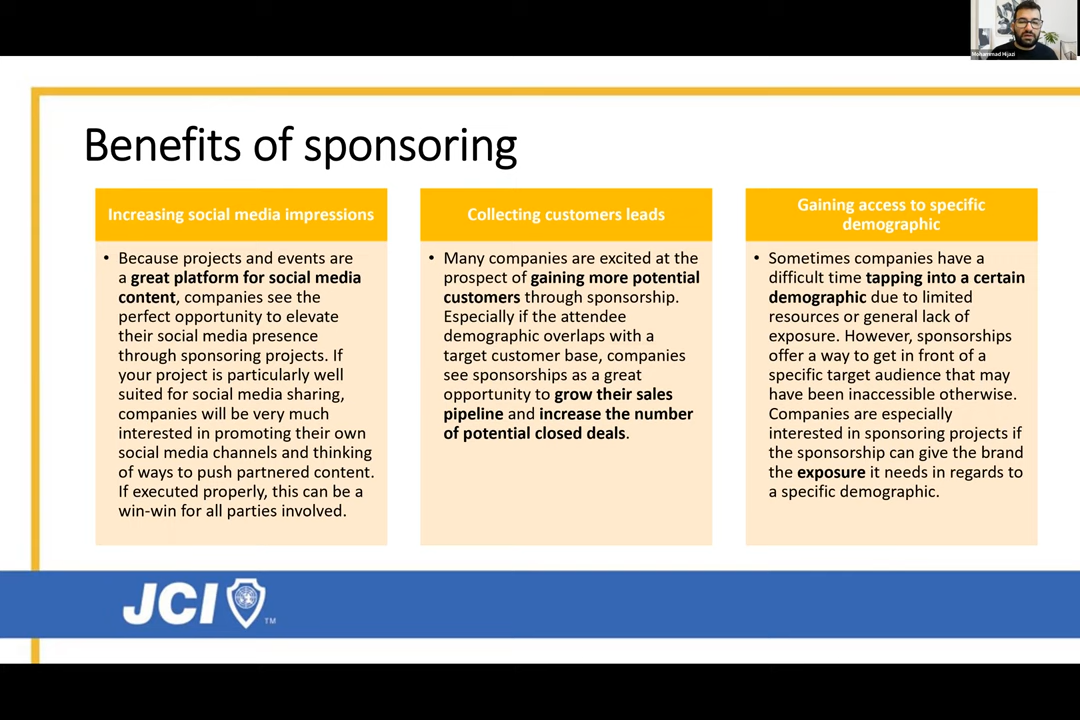 Mohammad Hijazi
Benefits of sponsoring
Increasing social media impressions
• Because projects and events are
a great platform for social media
content, companies see the
perfect opportunity to elevate
their social media presence
through sponsoring projects. If
your project is particularly well
suited for social media sharing,
companies will be very much
interested in promoting their own
social media channels and thinking
of ways to push partnered content.
If executed properly, this can be a
win-win for all parties involved.
Collecting customers leads
• Many companies are excited at the
prospect of gaining more potential
customers through sponsorship.
Especially if the attendee
demographic overlaps with a
target customer base, companies
see sponsorships as a great
opportunity to grow their sales
pipeline and increase the number
of potential closed deals.
Gaining access to specific
demographic
• Sometimes companies have a
difficult time tapping into a certain
demographic due to limited
resources or general lack of
exposure. However, sponsorships
offer a way to get in front of a
specific target audience that may
have been inaccessible otherwise.
Companies are especially
interested in sponsoring projects if
the sponsorship can give the brand
the exposure it needs in regards to
a specific demographic.
JCI TM